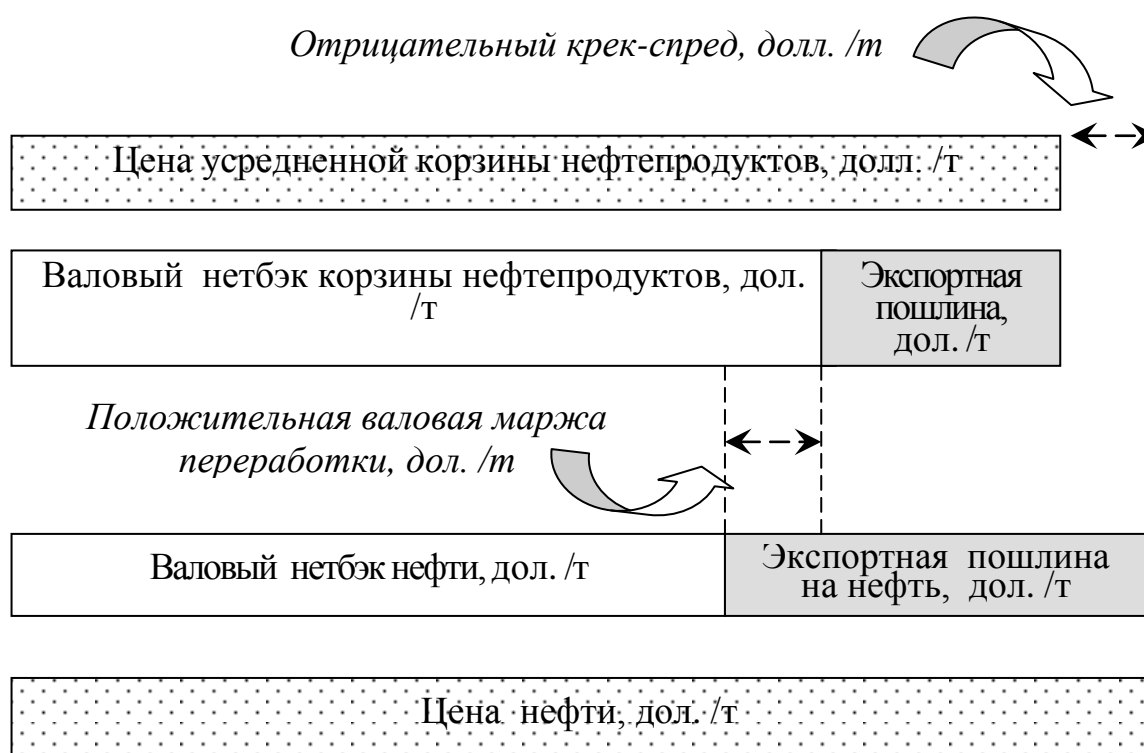 Отрицательный крек-спред, долл. /т
Цена усредненной корзины нефтепродуктов, долл. /т
Валовый нетбэк корзины нефтепродуктов, дол.
/т
Экспортная
пошлина,
дол. /т
Положительная валовая маржа
переработки, дол. /т
Валовый нетбэк нефти, дол. /т
Экспортная пошлина
на нефть, дол. /т
Цена нефти, дол. /т